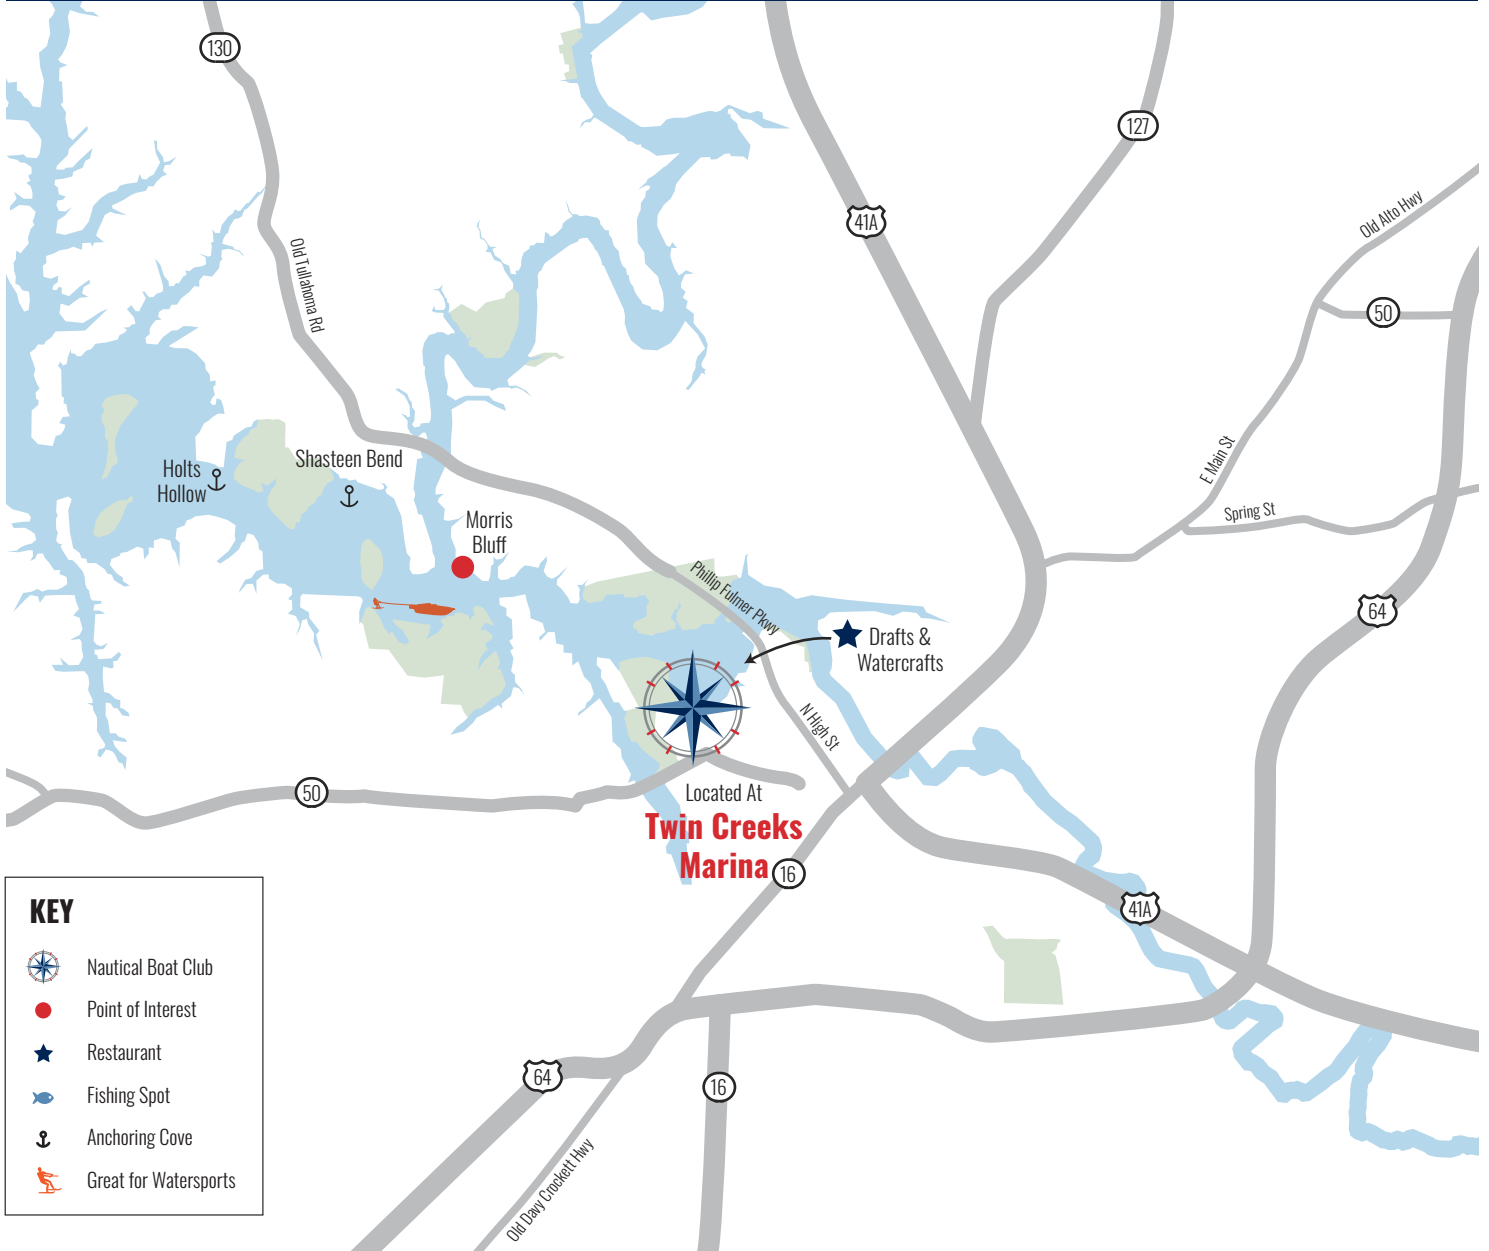 130
127
41A
Old Alto Hwy
Old Tullahoma Rd
50
E Main St
Spring St
Shasteen Bend
Holts
Hollow
Morris
Bluff
Phillip Fulmer Pkwy
64
Drafts &
Watercrafts
N High St
50
Located At
Twin Creeks
Marina
16
41A
KEY
Nautical Boat Club
Point of Interest
Restaurant
Fishing Spot
Anchoring Cove
Great for Watersports
64
16
Old Davy Crockett Hwy